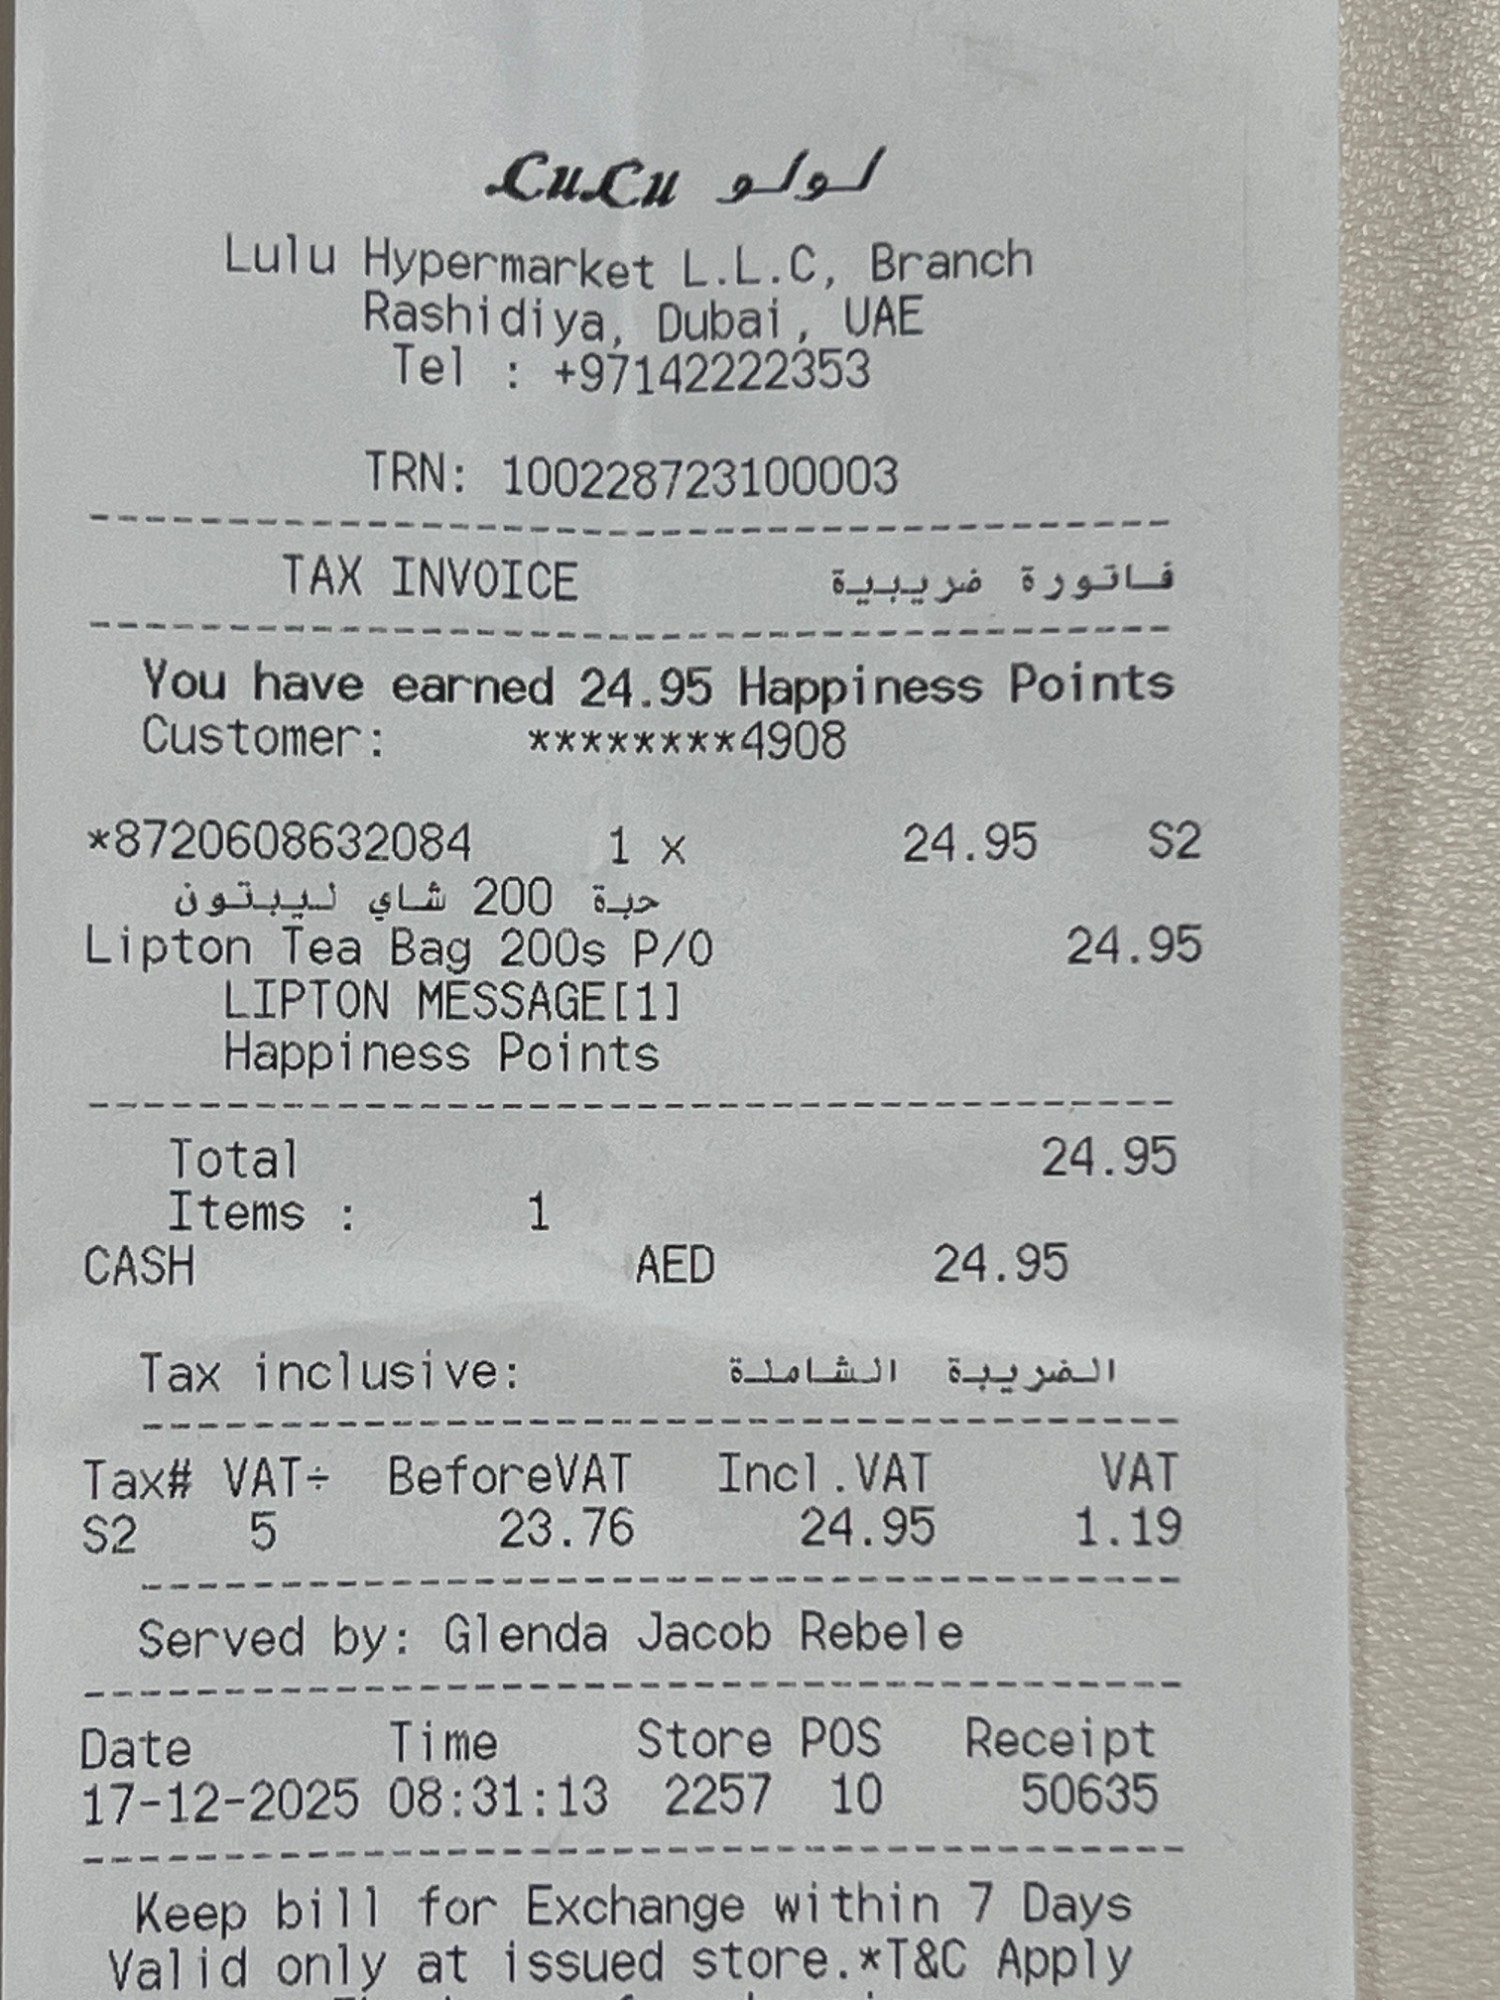 LuLu لولو
Lulu Hypermarket L.L.C, Branch
Rashidiya, Dubai, UAE
Tel : +97142222353
TRN: 100228723100003
TAX INVOICE فاتورة ضريبية
You have earned 24.95 Happiness Points
Customer: ********4908
*8720608632084 1 x 24.95 S2
حبة 200 شاي ليبتون
Lipton Tea Bag 200s P/O 24.95
LIPTON MESSAGE[1]
Happiness Points
Total 24.95
Items : 1
CASH AED 24.95
Tax inclusive: الضريبة الشاملة
Tax# VAT÷ BeforeVAT Incl.VAT VAT
S2 5 23.76 24.95 1.19
Served by: Glenda Jacob Rebele
Date Time Store POS Receipt
17-12-2025 08:31:13 2257 10 50635
Keep bill for Exchange within 7 Days
Valid only at issued store.*T&C Apply